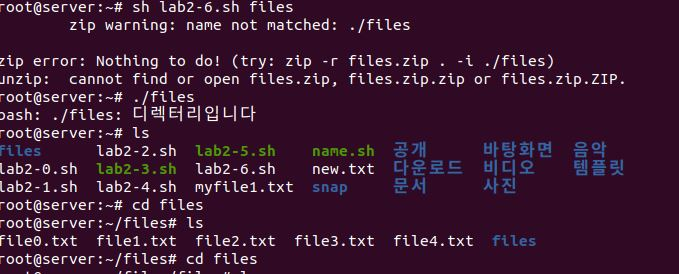 root@server:~# sh lab2-6.sh files
zip warning: name not matched: ./files
zip error: Nothing to do! (try: zip -r files.zip . -i ./files)
unzip:  cannot find or open files.zip, files.zip.zip or files.zip.ZIP.
root@server:~# ./files
bash: ./files: 디렉터리입니다
root@server:~# ls
files lab2-2.sh lab2-5.sh name.sh 공개 바탕화면 음악
lab2-0.sh lab2-3.sh lab2-6.sh new.txt 다운로드 비디오 템플릿
lab2-1.sh lab2-4.sh myfile1.txt snap 문서 사진
root@server:~# cd files
root@server:~/files# ls
file0.txt file1.txt file2.txt file3.txt file4.txt files
root@server:~/files# cd files